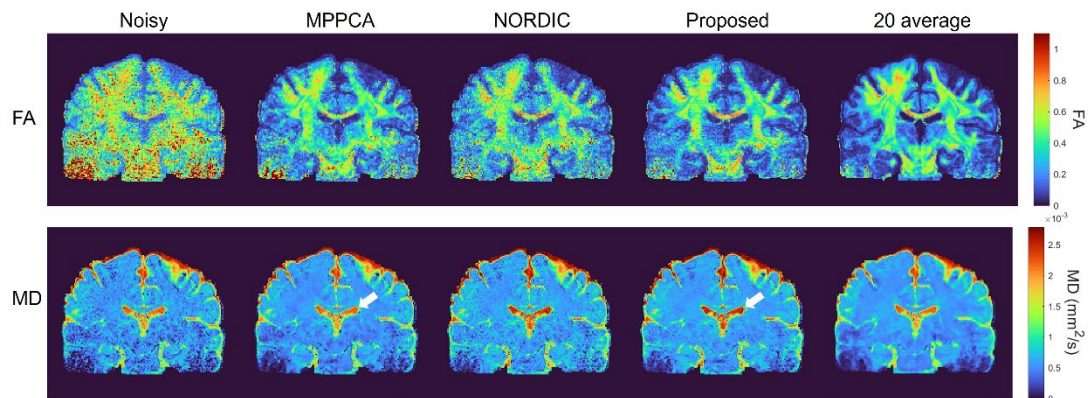 Noisy MPPCA NORDIC Proposed 20 average
FA
1
0.8
0.6
0.4
0.2
0
FA
×10⁻³
MD
2.5
2
1.5
1
0.5
0
MD (mm²/s)